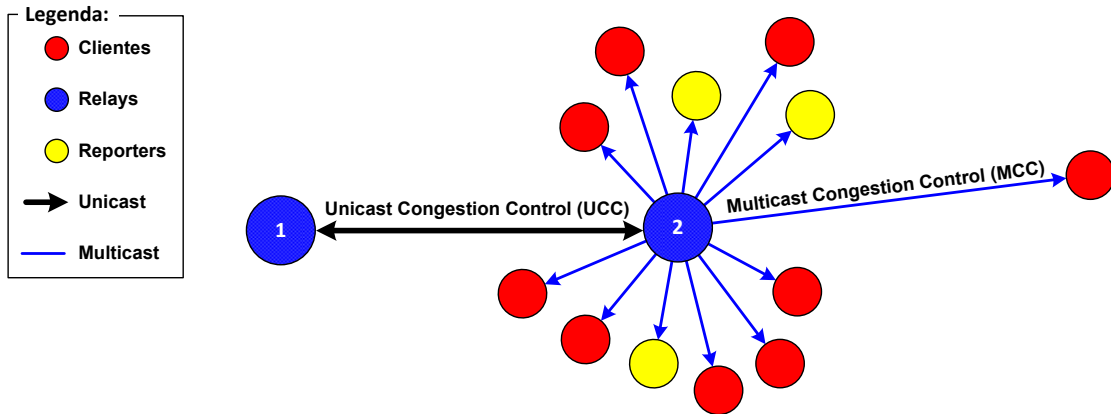 Legenda:
Clientes
Relays
Reporters
Unicast
Multicast
1
Unicast Congestion Control (UCC)
2
Multicast Congestion Control (MCC)